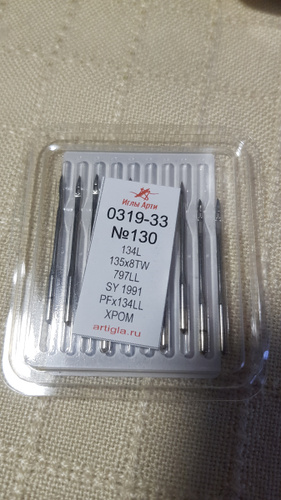 Иглы Арти
0319-33
№130
134L
135x8TW
797LL
SY 1991
PFx134LL
ХРОМ
artigla.ru